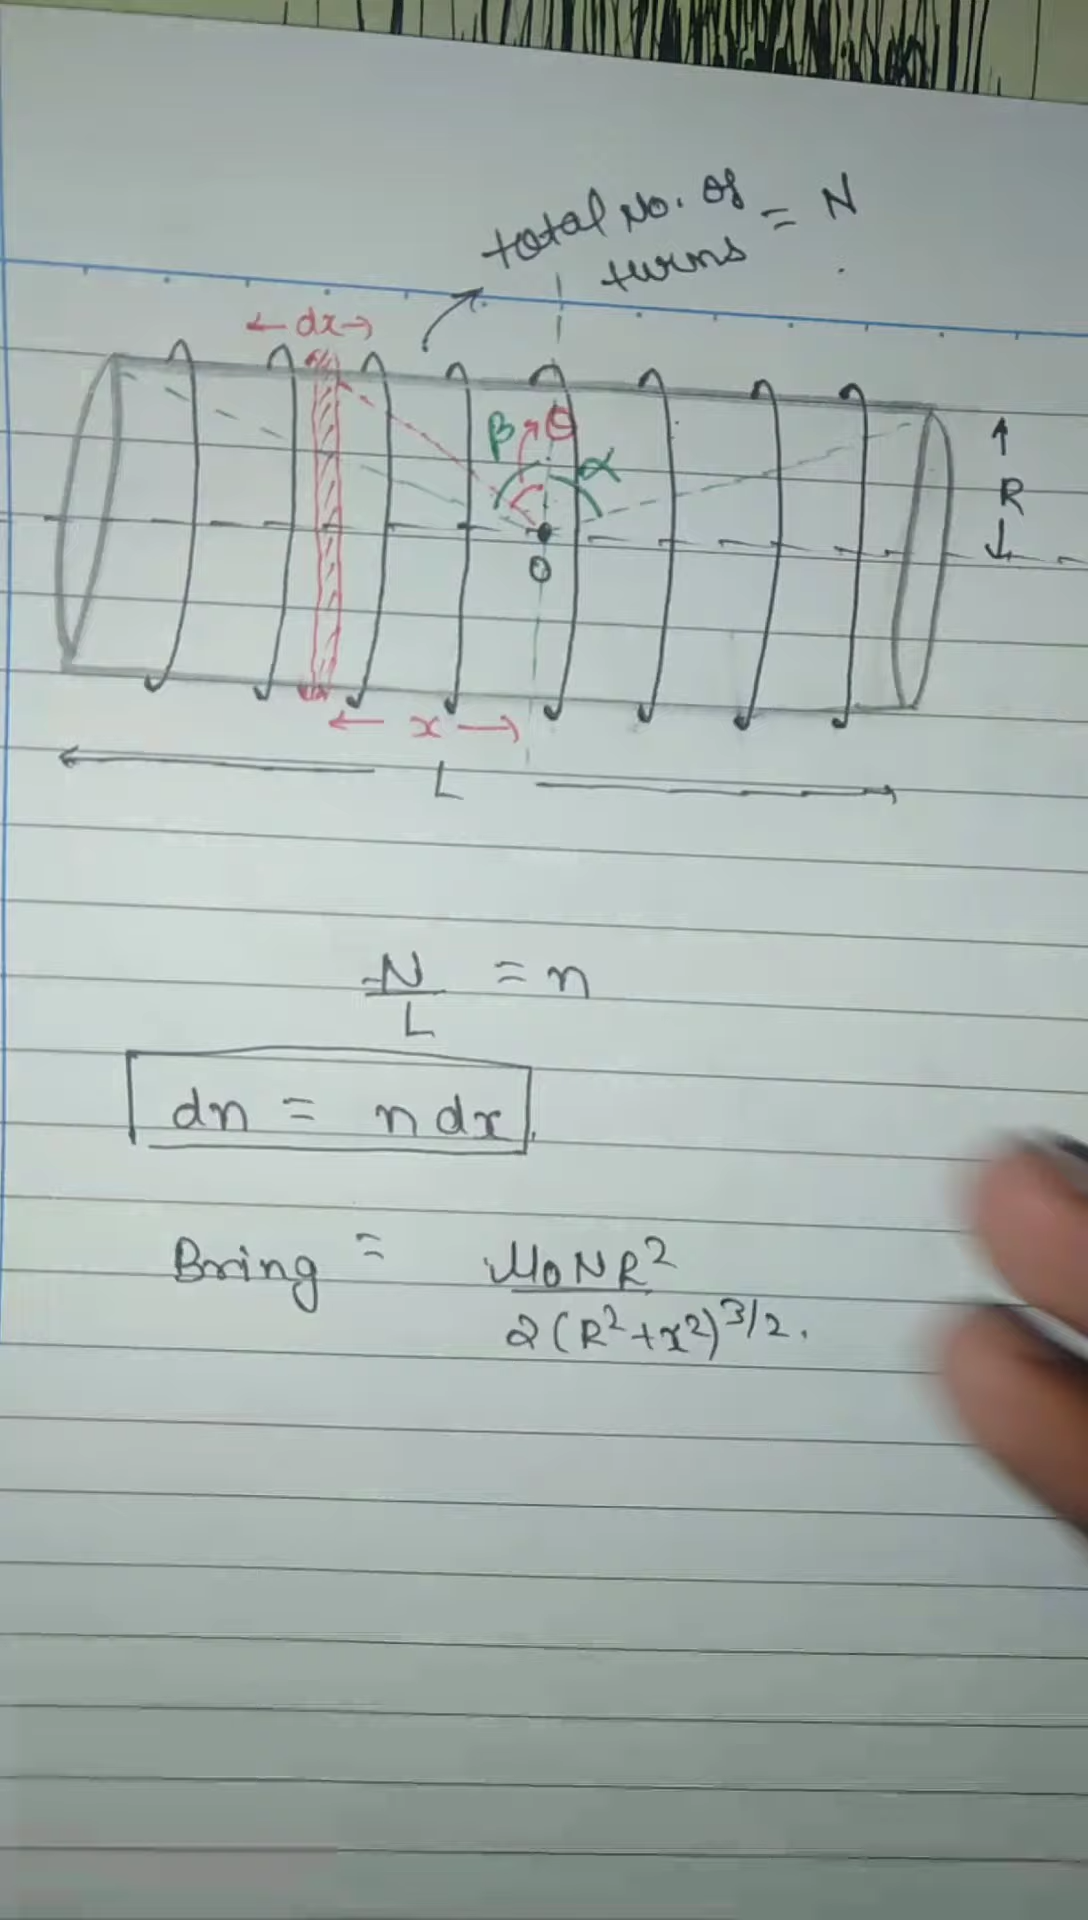 total No. of = N
turns
← dx →
β θ α
R
O
← x →
L
N/L = n
dn = n dx
Bring = μ0NR²/2(R²+x²)^3/2.